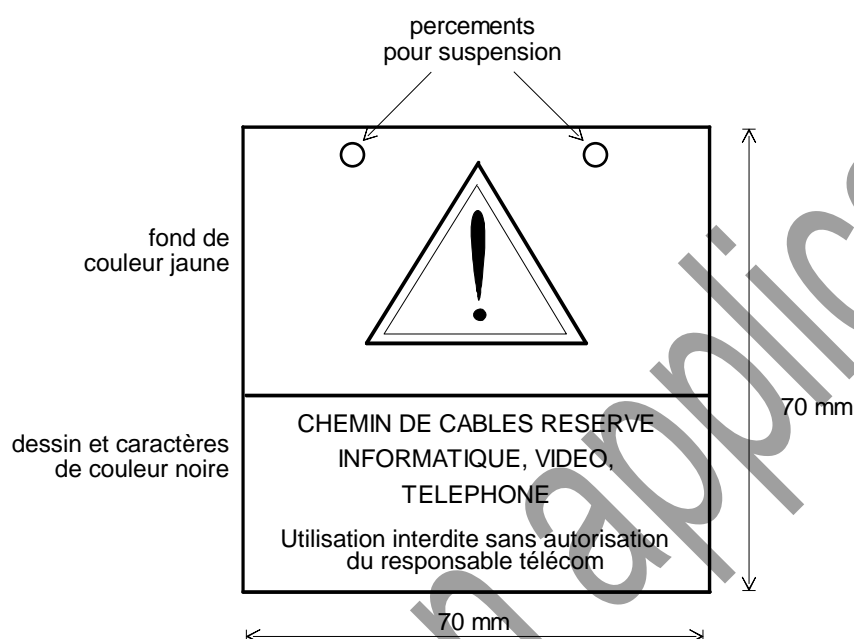 percements
pour suspension
fond de
couleur jaune
70 mm
dessin et caractères
de couleur noire
CHEMIN DE CABLES RESERVE
INFORMATIQUE, VIDEO,
TELEPHONE
Utilisation interdite sans autorisation
du responsable télécom
70 mm